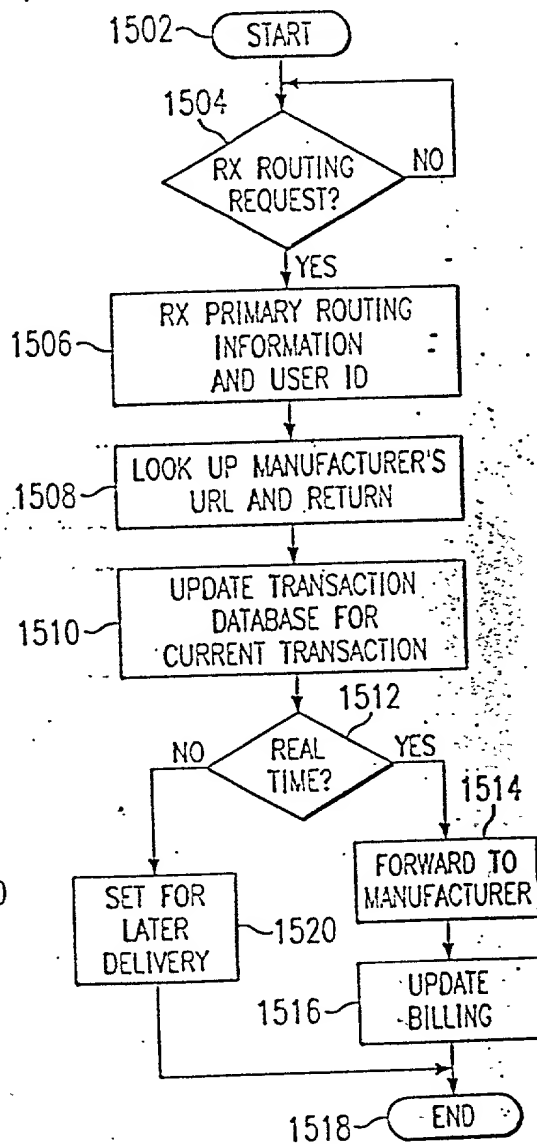 1502
START
1504
RX ROUTING
REQUEST?
NO
YES
1506
RX PRIMARY ROUTING
INFORMATION
AND USER ID
1508
LOOK UP MANUFACTURER'S
URL AND RETURN
1510
UPDATE TRANSACTION
DATABASE FOR
CURRENT TRANSACTION
1512
NO
REAL
TIME?
YES
1514
FORWARD TO
MANUFACTURER
SET FOR
LATER
DELIVERY
1520
1516
UPDATE
BILLING
1518
END